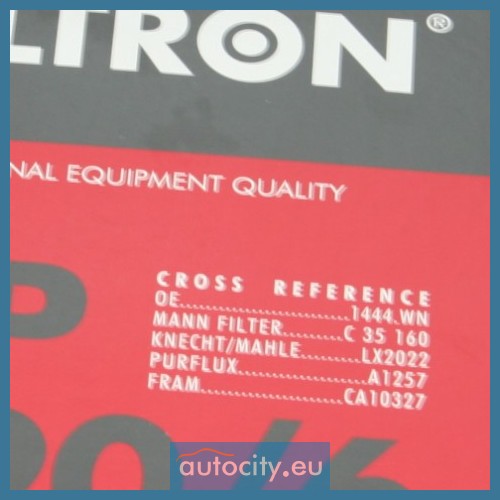 LTRON®
NAL EQUIPMENT QUALITY
P
CROSS REFERENCE
OE..........................1444.WN
MANN FILTER.........C 35 160
KNECHT/MAHLE.........LX2022
PURFLUX....................A1257
FRAM......................CA10327
autocity.eu